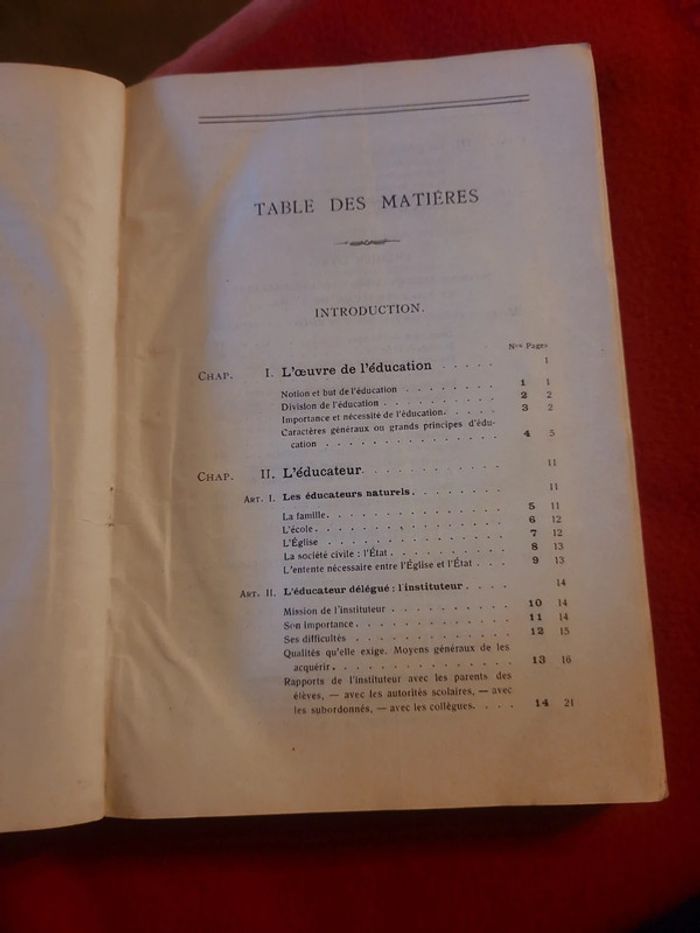 TABLE DES MATIÈRES
INTRODUCTION.
Nos Pages
CHAP. I. L'œuvre de l'éducation . . . . . 1
Notion et but de l'éducation . . . . . . . . 1 1
Division de l'éducation . . . . . . . . . 2 2
Importance et nécessité de l'éducation. . . . . 3 2
Caractères généraux ou grands principes d'édu-
cation . . . . . . . . . . . . . 4 5
CHAP. II. L'éducateur. . . . . . . . . . 11
ART. I. Les éducateurs naturels. . . . . . . . 11
La famille. . . . . . . . . . . . . 5 11
L'école. . . . . . . . . . . . . . 6 12
L'Église . . . . . . . . . . . . . 7 12
La société civile : l'État . . . . . . . . . 8 13
L'entente nécessaire entre l'Église et l'État . . . 9 13
ART. II. L'éducateur délégué : l'instituteur . . . . 14
Mission de l'instituteur . . . . . . . . . 10 14
Son importance. . . . . . . . . . . . 11 14
Ses difficultés . . . . . . . . . . . . 12 15
Qualités qu'elle exige. Moyens généraux de les
acquérir. . . . . . . . . . . . . . 13 16
Rapports de l'instituteur avec les parents des
élèves, — avec les autorités scolaires, — avec
les subordonnés, — avec les collègues. . . . 14 21